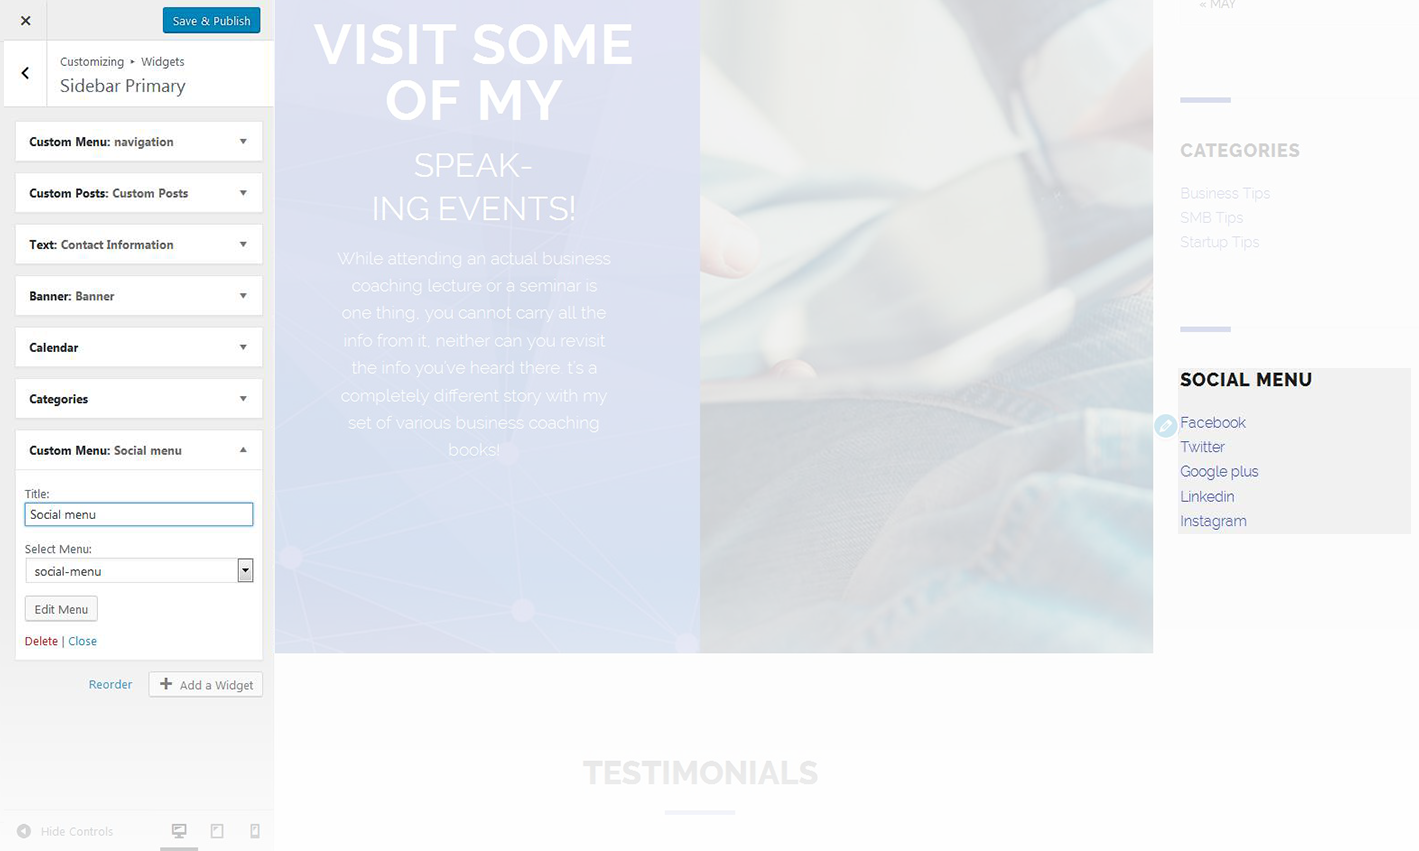 Save & Publish
Customizing ▸ Widgets
Sidebar Primary
Custom Menu: navigation
Custom Posts: Custom Posts
Text: Contact Information
Banner: Banner
Calendar
Categories
Custom Menu: Social menu
Title:
Social menu
Select Menu:
social-menu
Edit Menu
Delete | Close
Reorder
Add a Widget
Hide Controls
VISIT SOME
OF MY
SPEAK-
ING EVENTS!
While attending an actual business
coaching lecture or a seminar is
one thing, you cannot carry all the
info from it, neither can you revisit
the info you've heard there. t's a
completely different story with my
set of various business coaching
books!
TESTIMONIALS
« MAY
CATEGORIES
Business Tips
SMB Tips
Startup Tips
SOCIAL MENU
Facebook
Twitter
Google plus
Linkedin
Instagram